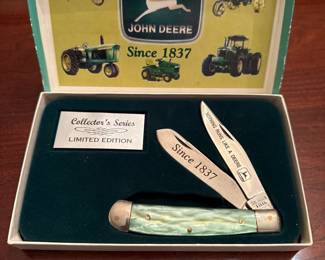 JOHN DEERE
Since 1837
Collector's Series
LIMITED EDITION
Since 1837
NOTHING RUNS LIKE A DEERE